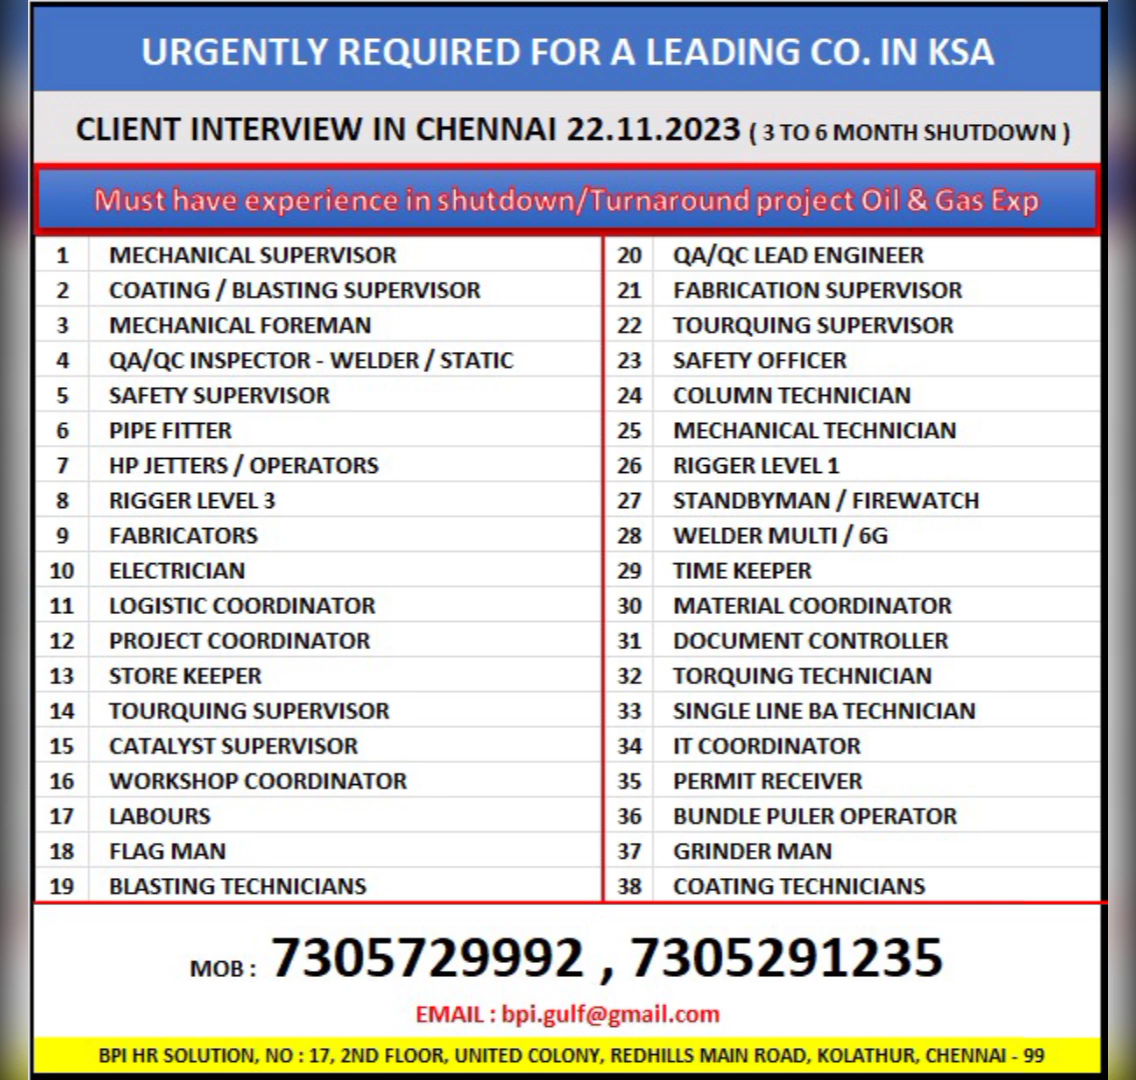 URGENTLY REQUIRED FOR A LEADING CO. IN KSA
CLIENT INTERVIEW IN CHENNAI 22.11.2023 ( 3 TO 6 MONTH SHUTDOWN )
Must have experience in shutdown/Turnaround project Oil & Gas Exp
1 MECHANICAL SUPERVISOR
2 COATING / BLASTING SUPERVISOR
3 MECHANICAL FOREMAN
4 QA/QC INSPECTOR - WELDER / STATIC
5 SAFETY SUPERVISOR
6 PIPE FITTER
7 HP JETTERS / OPERATORS
8 RIGGER LEVEL 3
9 FABRICATORS
10 ELECTRICIAN
11 LOGISTIC COORDINATOR
12 PROJECT COORDINATOR
13 STORE KEEPER
14 TOURQUING SUPERVISOR
15 CATALYST SUPERVISOR
16 WORKSHOP COORDINATOR
17 LABOURS
18 FLAG MAN
19 BLASTING TECHNICIANS
20 QA/QC LEAD ENGINEER
21 FABRICATION SUPERVISOR
22 TOURQUING SUPERVISOR
23 SAFETY OFFICER
24 COLUMN TECHNICIAN
25 MECHANICAL TECHNICIAN
26 RIGGER LEVEL 1
27 STANDBYMAN / FIREWATCH
28 WELDER MULTI / 6G
29 TIME KEEPER
30 MATERIAL COORDINATOR
31 DOCUMENT CONTROLLER
32 TORQUING TECHNICIAN
33 SINGLE LINE BA TECHNICIAN
34 IT COORDINATOR
35 PERMIT RECEIVER
36 BUNDLE PULER OPERATOR
37 GRINDER MAN
38 COATING TECHNICIANS
MOB : 7305729992 , 7305291235
EMAIL : bpi.gulf@gmail.com
BPI HR SOLUTION, NO : 17, 2ND FLOOR, UNITED COLONY, REDHILLS MAIN ROAD, KOLATHUR, CHENNAI - 99